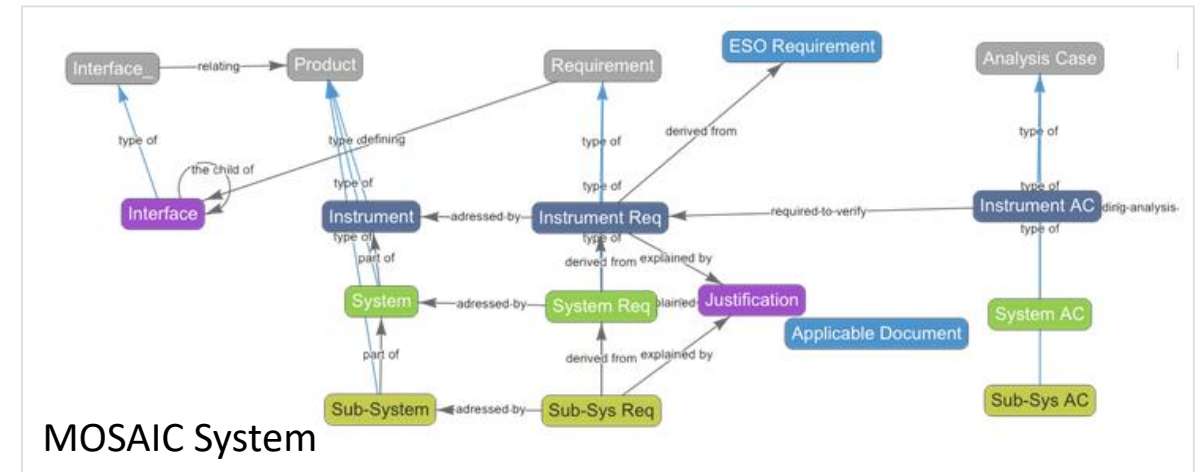 ESO Requirement
Interface_
relating
Product
Requirement
Analysis Case
type of
defining
type of
derived from
type of
the child of
type of
type of
type of
Interface
Instrument
adressed by
Instrument Req
required to verify
Instrument AC
ding-analysis-
type of
type of
type of
part of
derived from
explained by
System
adressed by
System Req
plained
Justification
System AC
Applicable Document
part of
derived from
explained by
Sub-System
adressed by
Sub-Sys Req
Sub-Sys AC
MOSAIC System